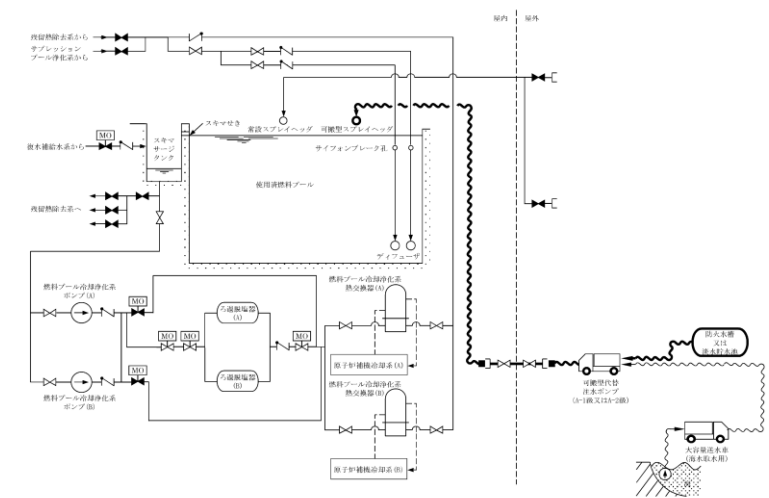 屋内
屋外
残留熱除去系から
サプレッション
プール浄化系から
スキマせき
常設スプレイヘッダ
可搬型スプレイヘッダ
MO
復水補給水系から
スキマ
サージ
タンク
サイフォンブレーク孔
使用済燃料プール
残留熱除去系へ
ディフューザ
燃料プール冷却浄化系
ポンプ(A)
MO
ろ過脱塩器
(A)
MO
MO
MO
燃料プール冷却浄化系
熱交換器(A)
原子炉補機冷却系(A)
防火水槽
又は
淡水貯水池
可搬型代替
注水ポンプ
(A-1級又はA-2級)
MO
ろ過脱塩器
(B)
燃料プール冷却浄化系
ポンプ(B)
燃料プール冷却浄化系
熱交換器(B)
原子炉補機冷却系(B)
大容量送水車
(海水取水用)